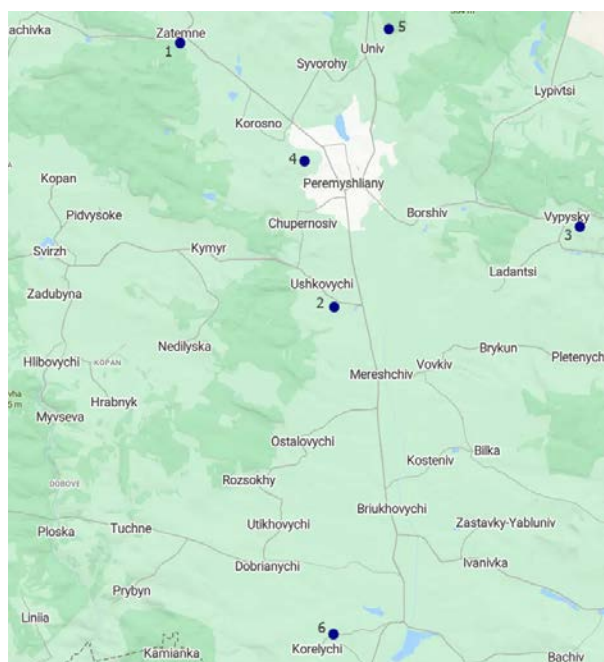 Zatemne
5
achivka
1
Univ
Syvorohy
Lypivtsi
Korosno
4
Kopan
Peremyshliany
Pidvysoke
Borshiv
Vypysky
Chupernosiv
3
Svirzh
Kymyr
Ladantsi
Ushkovychi
Zadubyna
2
Nedilyska
Brykun
Hlibovychi
KOPAN
Vovkiv
Pletenych
Mereshchiv
Hrabnyk
Myvseva
Ostalovychi
Bilka
Kosteniv
Rozsokhy
DOBOVE
Briukhovychi
Utikhovychi
Zastavky-Yabluniv
Ploska
Tuchne
Dobrianychi
Ivanivka
Prybyn
Liniia
6
Korelychi
Kamianka
Bachiv